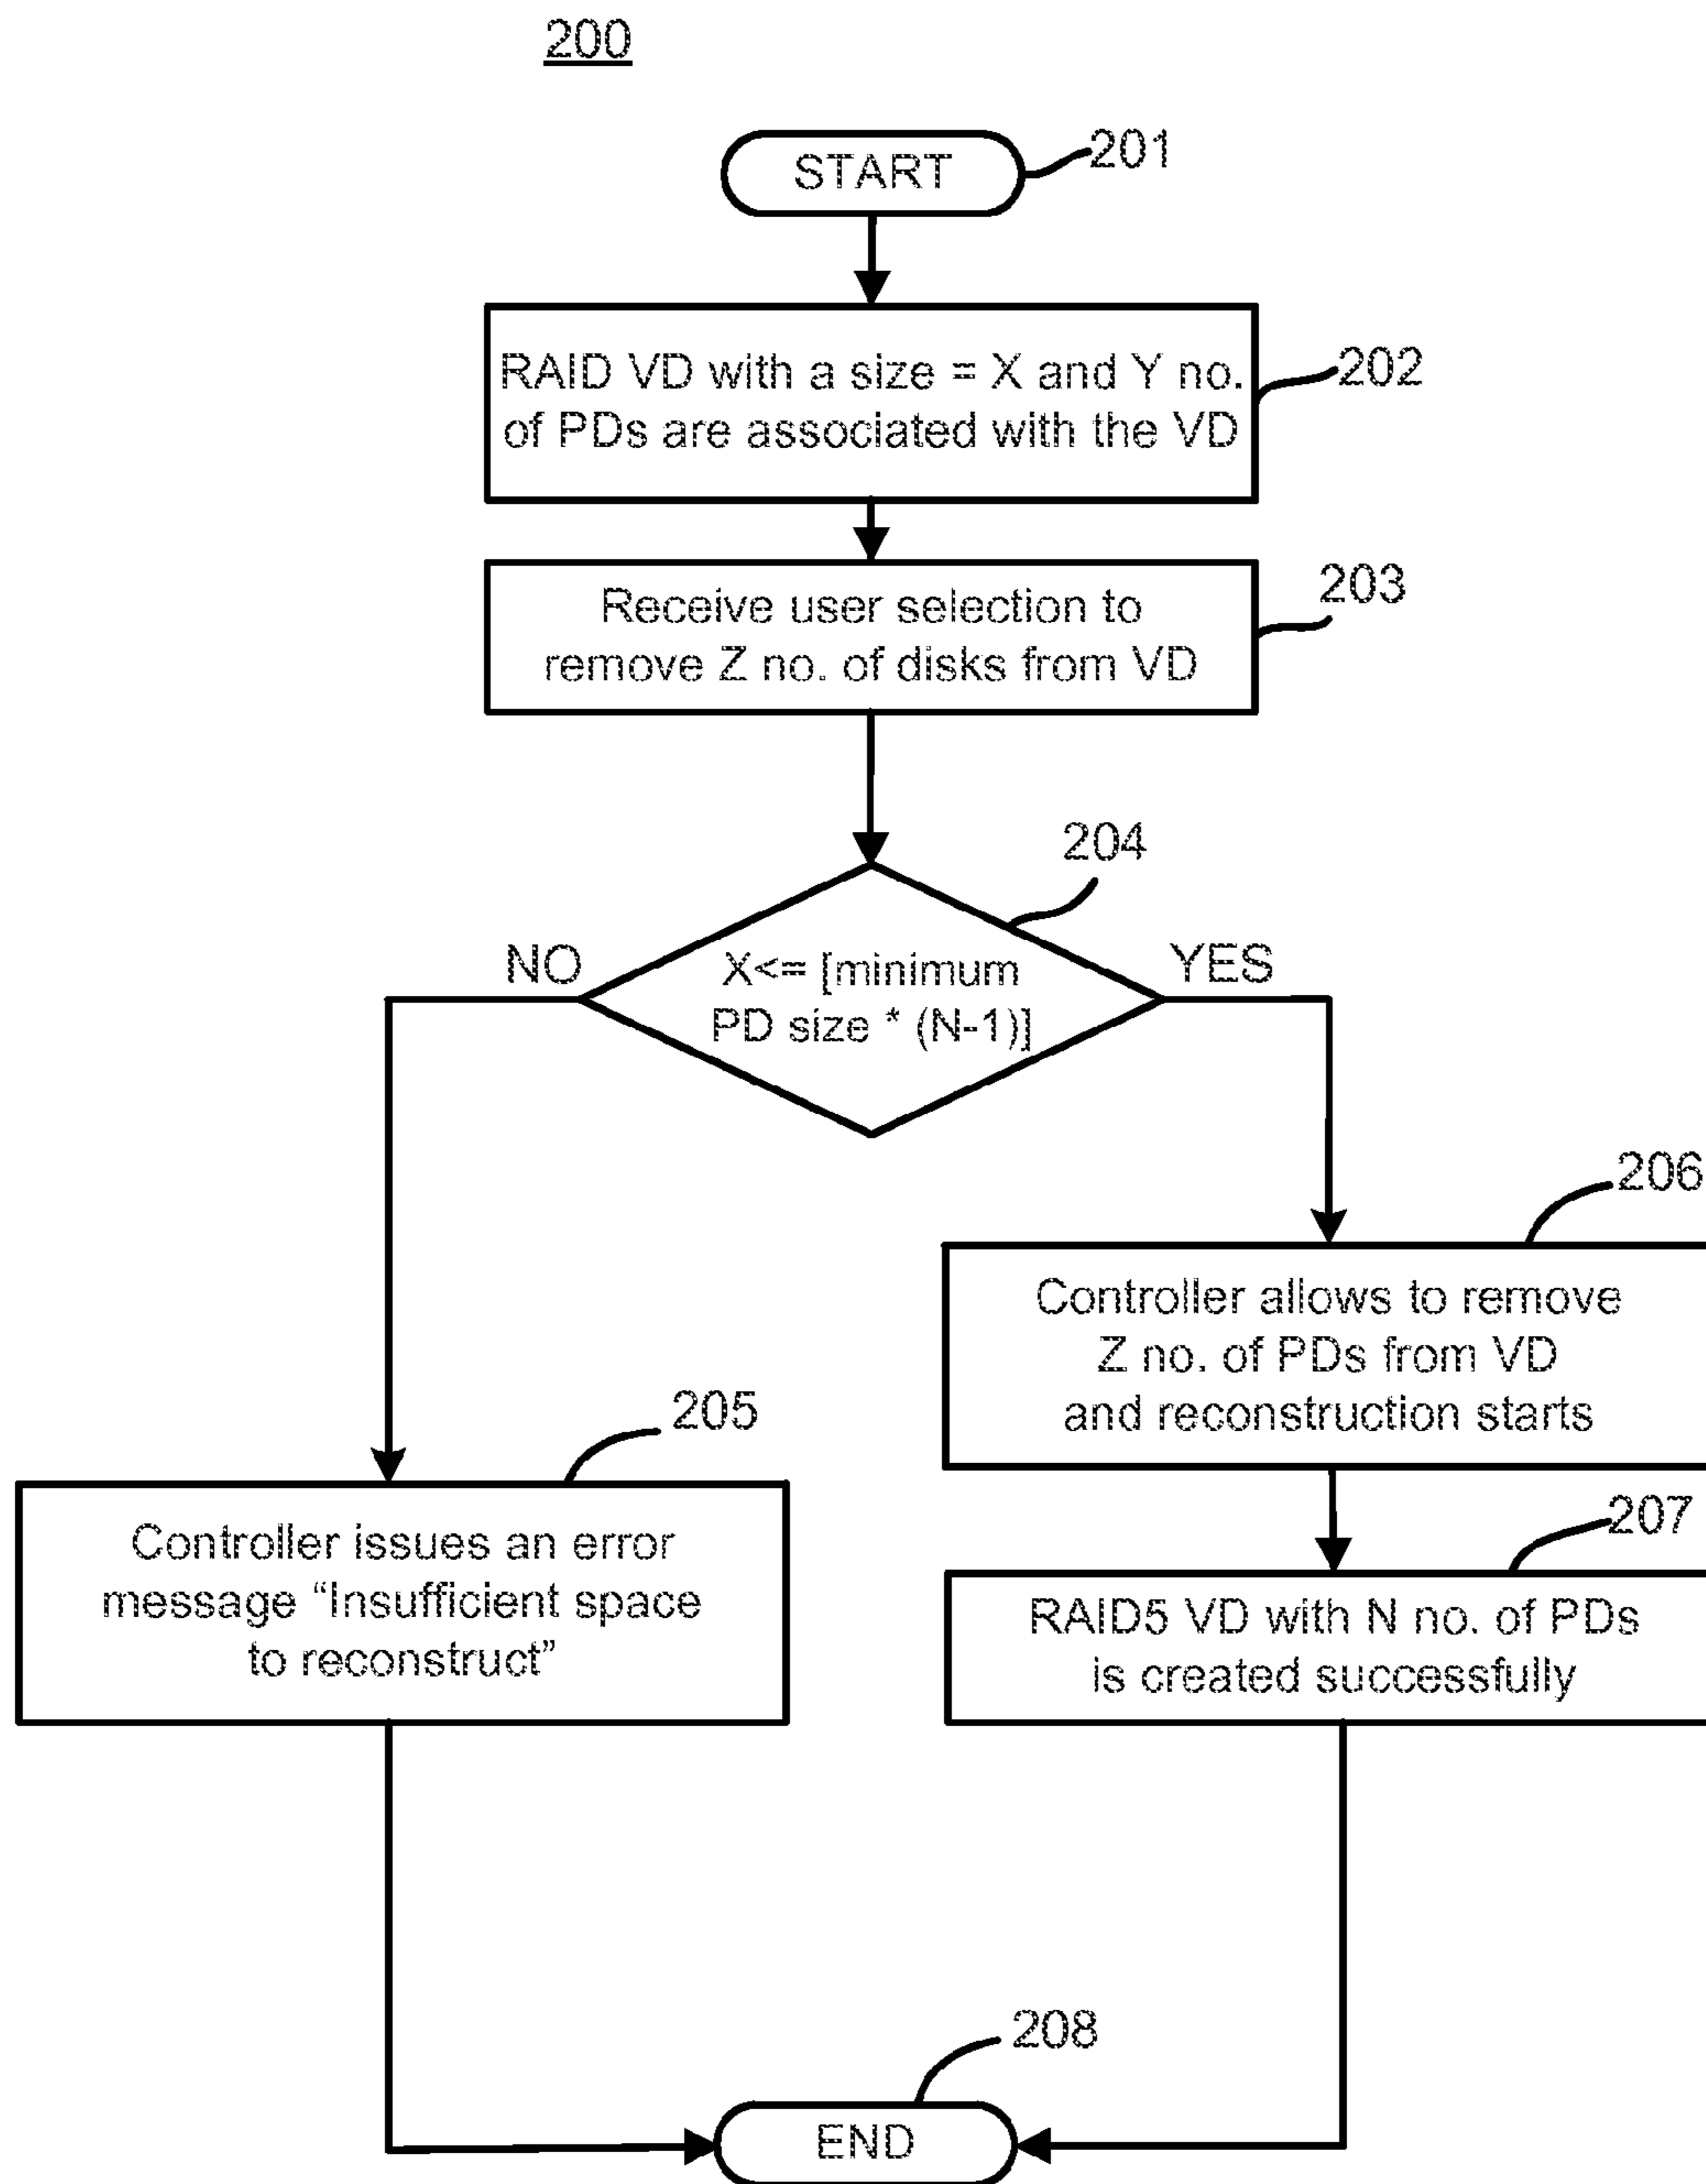 200
START
201
RAID VD with a size = X and Y no.
of PDs are associated with the VD
202
Receive user selection to
remove Z no. of disks from VD
203
204
NO
X<= [minimum
PD size * (N-1)]
YES
206
Controller allows to remove
Z no. of PDs from VD
and reconstruction starts
205
Controller issues an error
message “Insufficient space
to reconstruct”
207
RAID5 VD with N no. of PDs
is created successfully
208
END